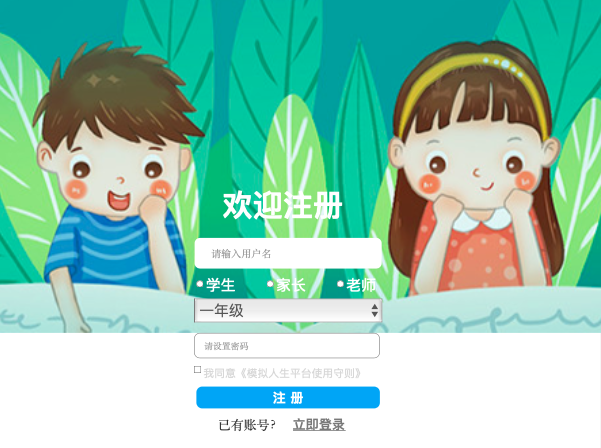 欢迎注册
请输入用户名
学生 家长 老师
一年级
请设置密码
我同意《模拟人生平台使用守则》
注 册
已有账号? 立即登录